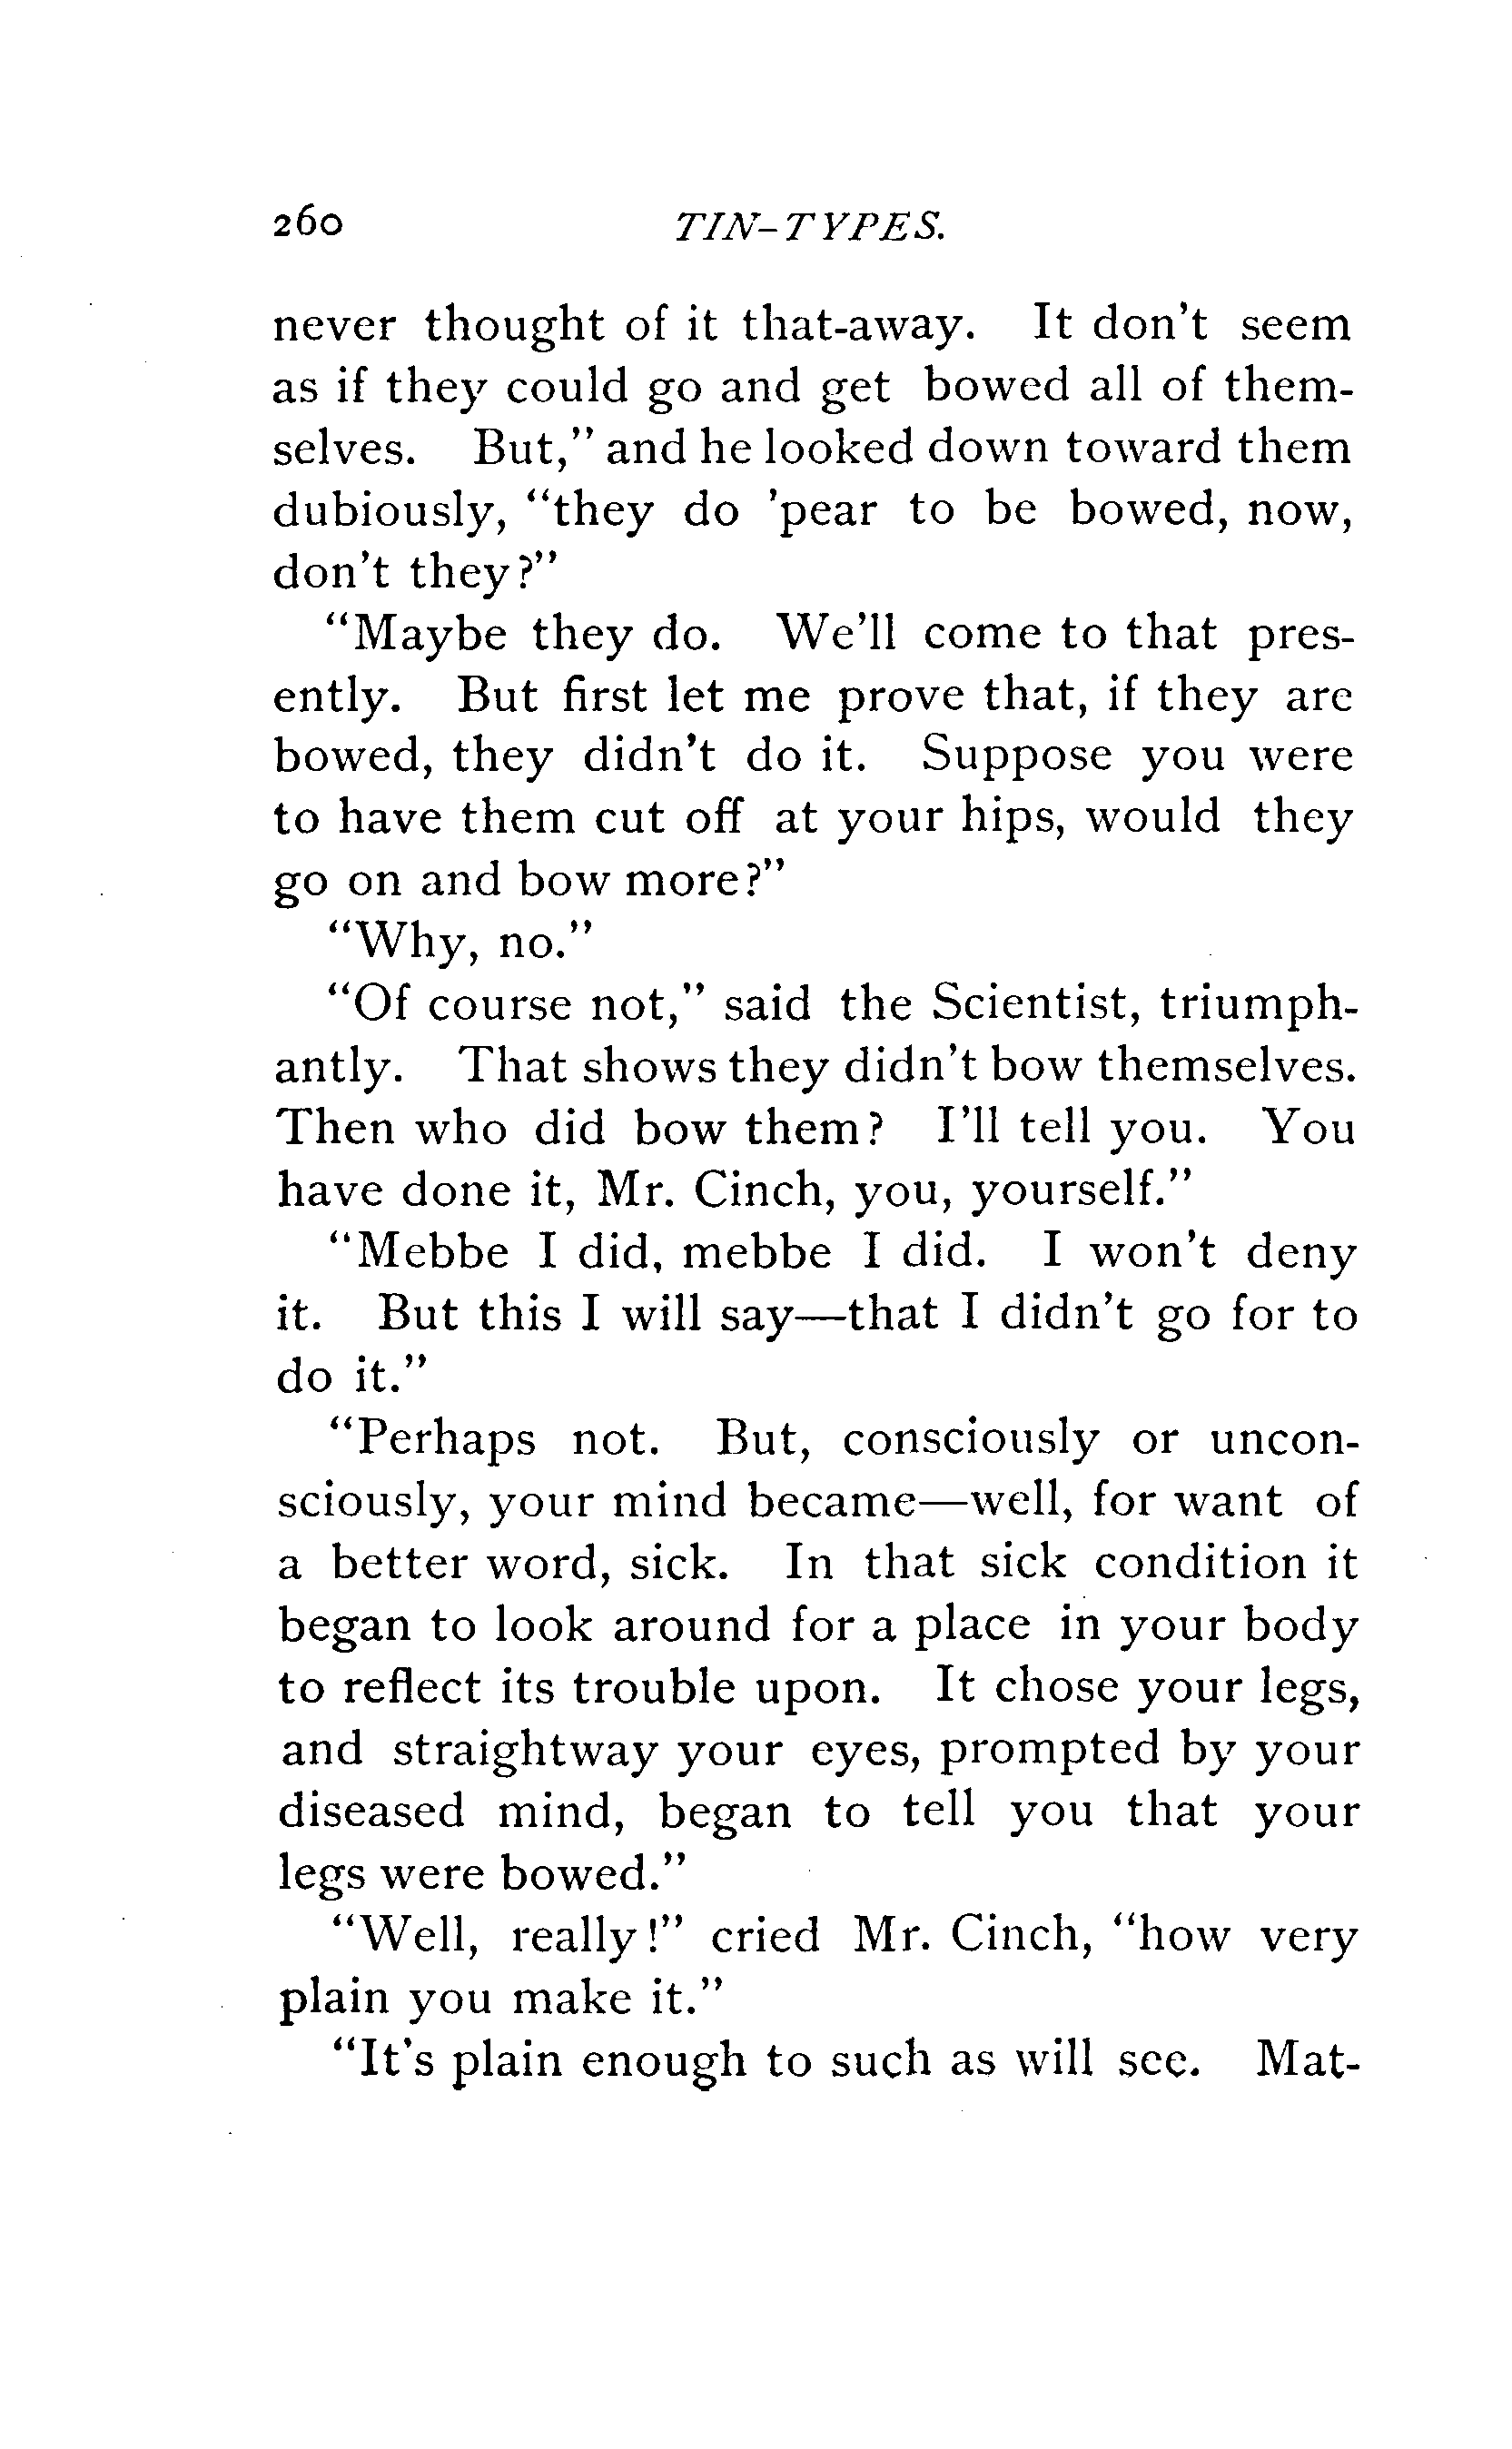 260 TIN-TYPES.
never thought of it that-away. It don't seem
as if they could go and get bowed all of them-
selves. But," and he looked down toward them
dubiously, "they do 'pear to be bowed, now,
don't they?"
"Maybe they do. We'll come to that pres-
ently. But first let me prove that, if they are
bowed, they didn't do it. Suppose you were
to have them cut off at your hips, would they
go on and bow more?"
"Why, no."
"Of course not," said the Scientist, triumph-
antly. That shows they didn't bow themselves.
Then who did bow them? I'll tell you. You
have done it, Mr. Cinch, you, yourself."
"Mebbe I did, mebbe I did. I won't deny
it. But this I will say—that I didn't go for to
do it."
"Perhaps not. But, consciously or uncon-
sciously, your mind became—well, for want of
a better word, sick. In that sick condition it
began to look around for a place in your body
to reflect its trouble upon. It chose your legs,
and straightway your eyes, prompted by your
diseased mind, began to tell you that your
legs were bowed."
"Well, really!" cried Mr. Cinch, "how very
plain you make it."
"It's plain enough to such as will see. Mat-